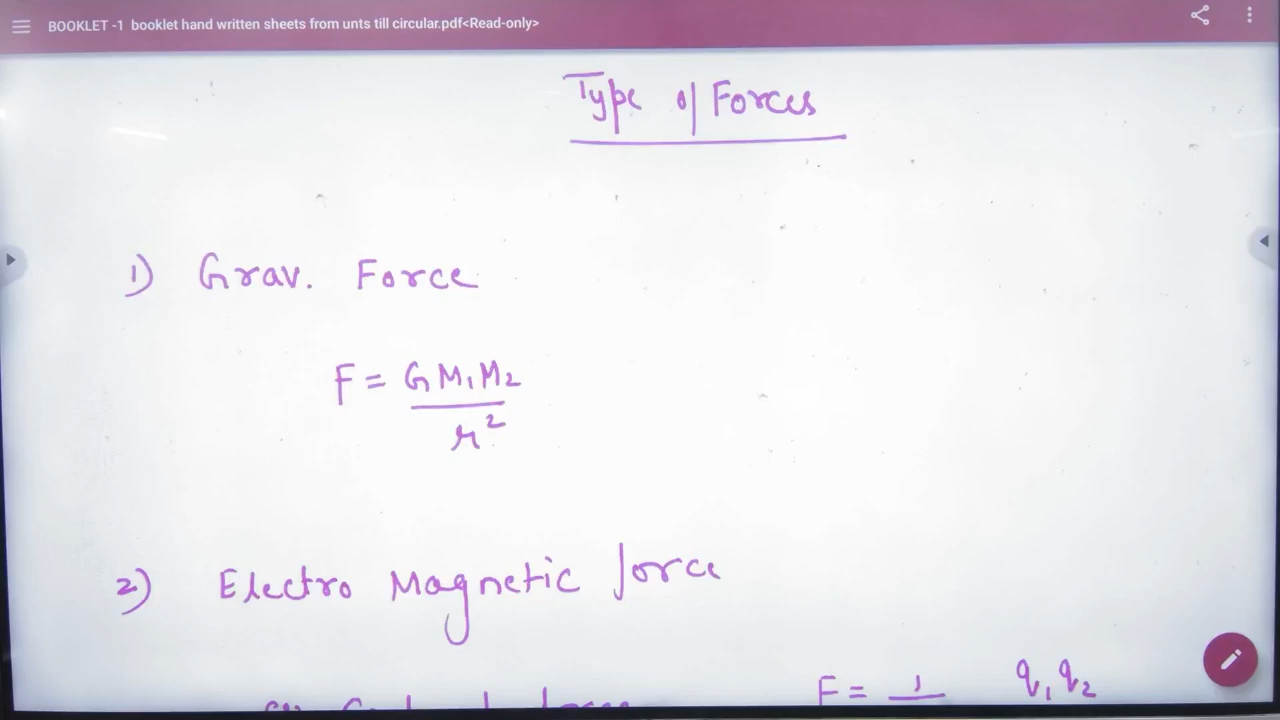 BOOKLET -1 booklet hand written sheets from unts till circular.pdf<Read-only>
Type of Forces
1) Grav. Force
F = G M₁M₂
r²
2) Electro Magnetic force
F = 1 q₁q₂